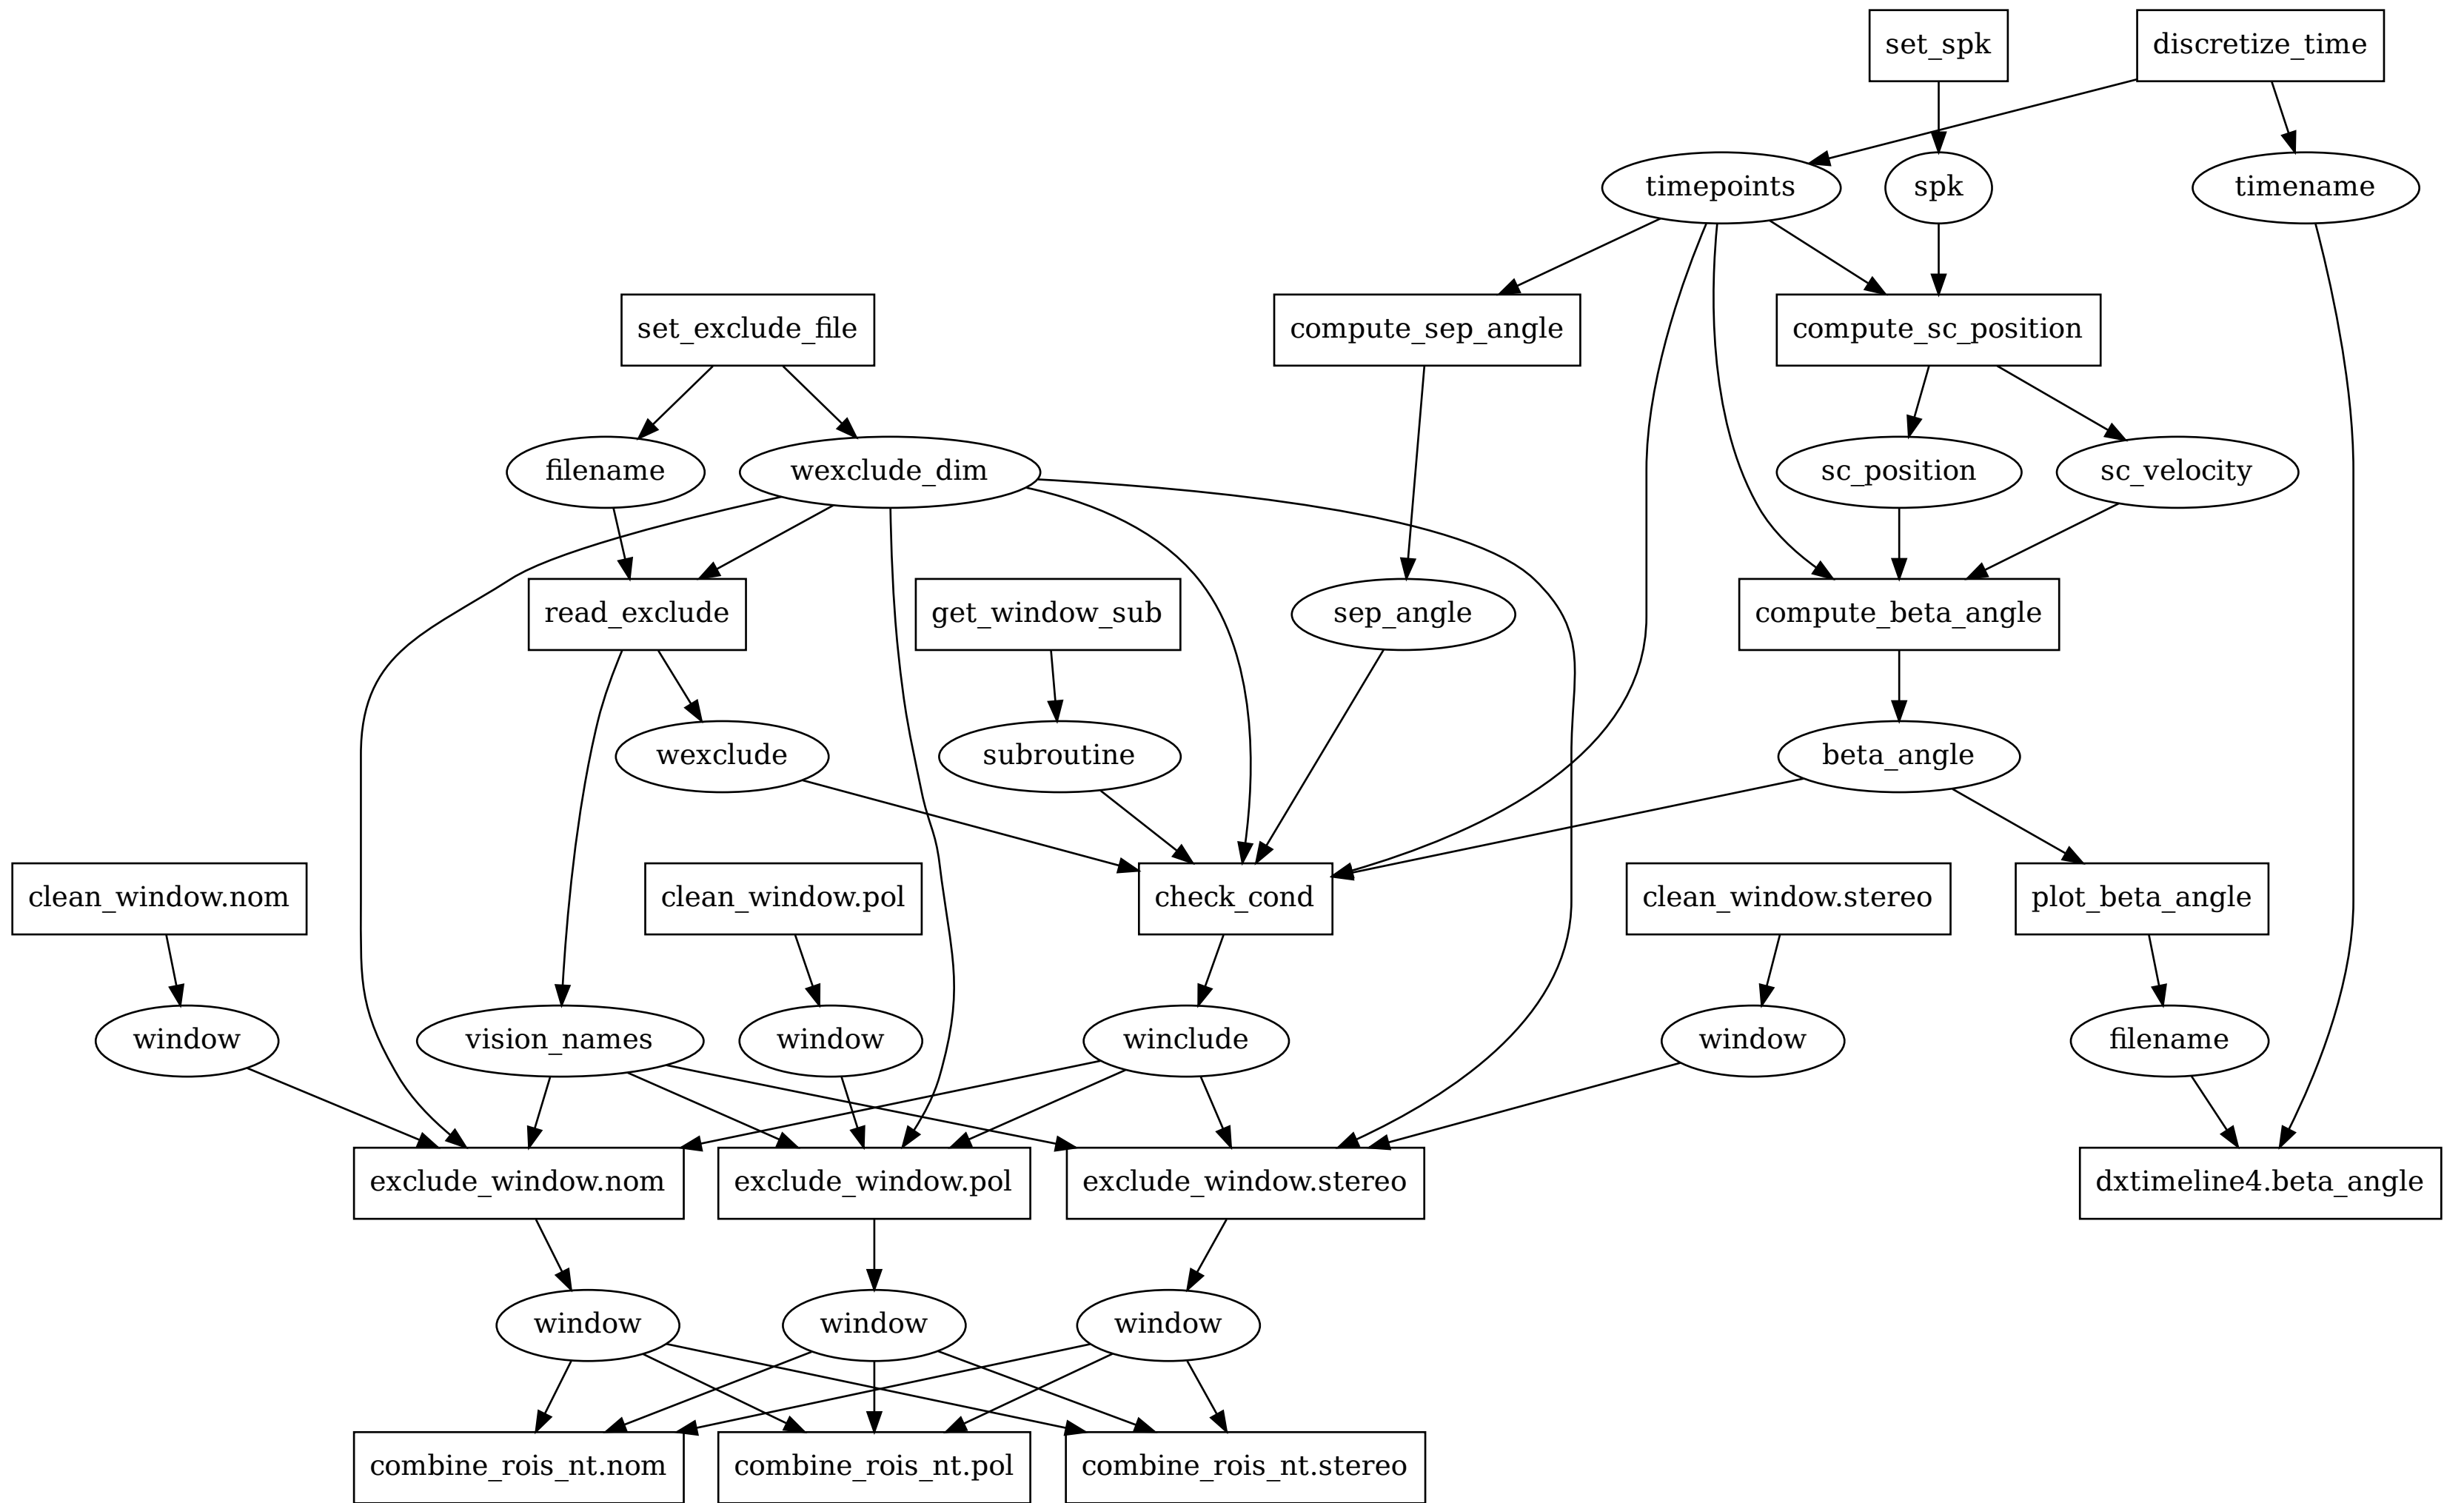 set_spk
discretize_time
timepoints
spk
timename
set_exclude_file
compute_sep_angle
compute_sc_position
filename
wexclude_dim
sc_position
sc_velocity
read_exclude
get_window_sub
sep_angle
compute_beta_angle
wexclude
subroutine
beta_angle
clean_window.nom
clean_window.pol
check_cond
clean_window.stereo
plot_beta_angle
window
vision_names
window
winclude
window
filename
exclude_window.nom
exclude_window.pol
exclude_window.stereo
dxtimeline4.beta_angle
window
window
window
combine_rois_nt.nom
combine_rois_nt.pol
combine_rois_nt.stereo